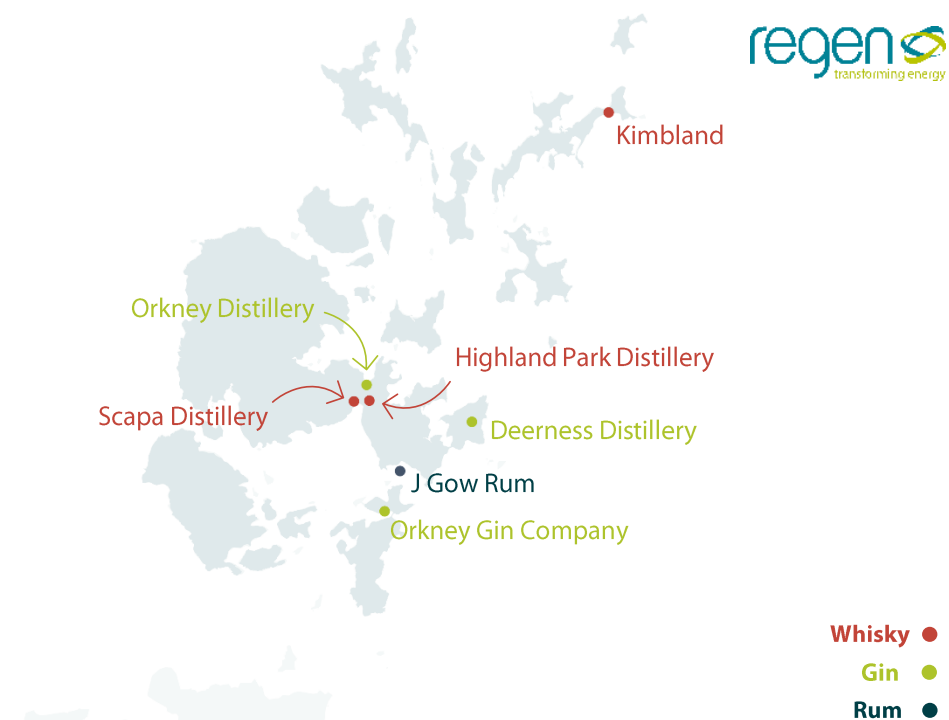 regen
transforming energy
Kimbland
Orkney Distillery
Highland Park Distillery
Scapa Distillery
Deerness Distillery
J Gow Rum
Orkney Gin Company
Whisky
Gin
Rum